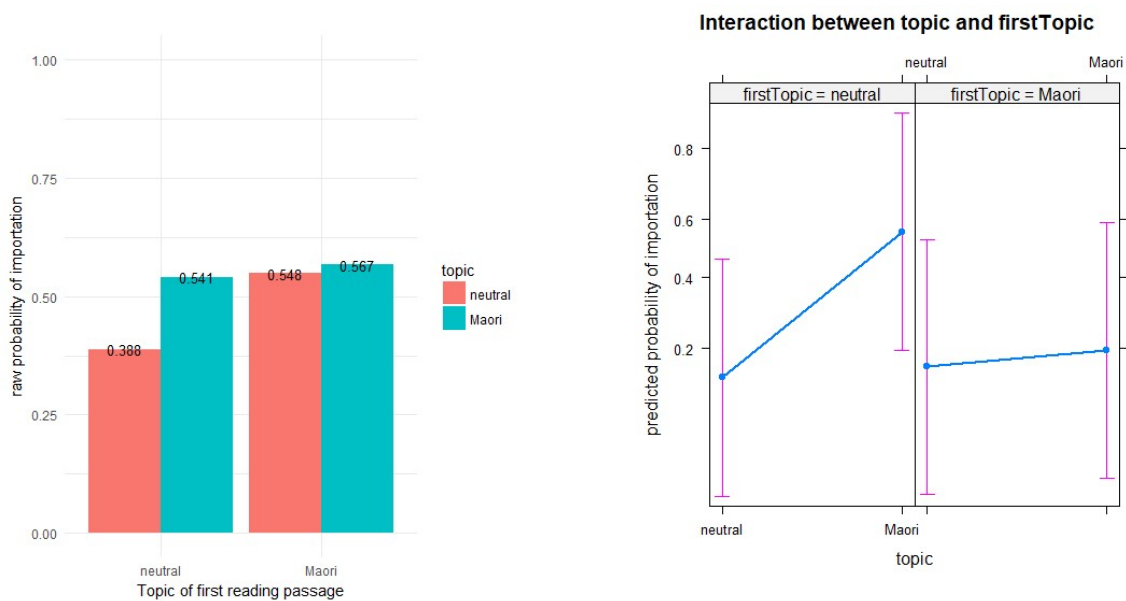 1.00
0.75
0.50
0.25
0.00
raw probability of importation
0.388
0.541
0.548
0.567
neutral
Maori
Topic of first reading passage
topic
neutral
Maori
Interaction between topic and firstTopic
neutral
Maori
firstTopic = neutral
firstTopic = Maori
0.8
0.6
0.4
0.2
predicted probability of importation
neutral
Maori
topic